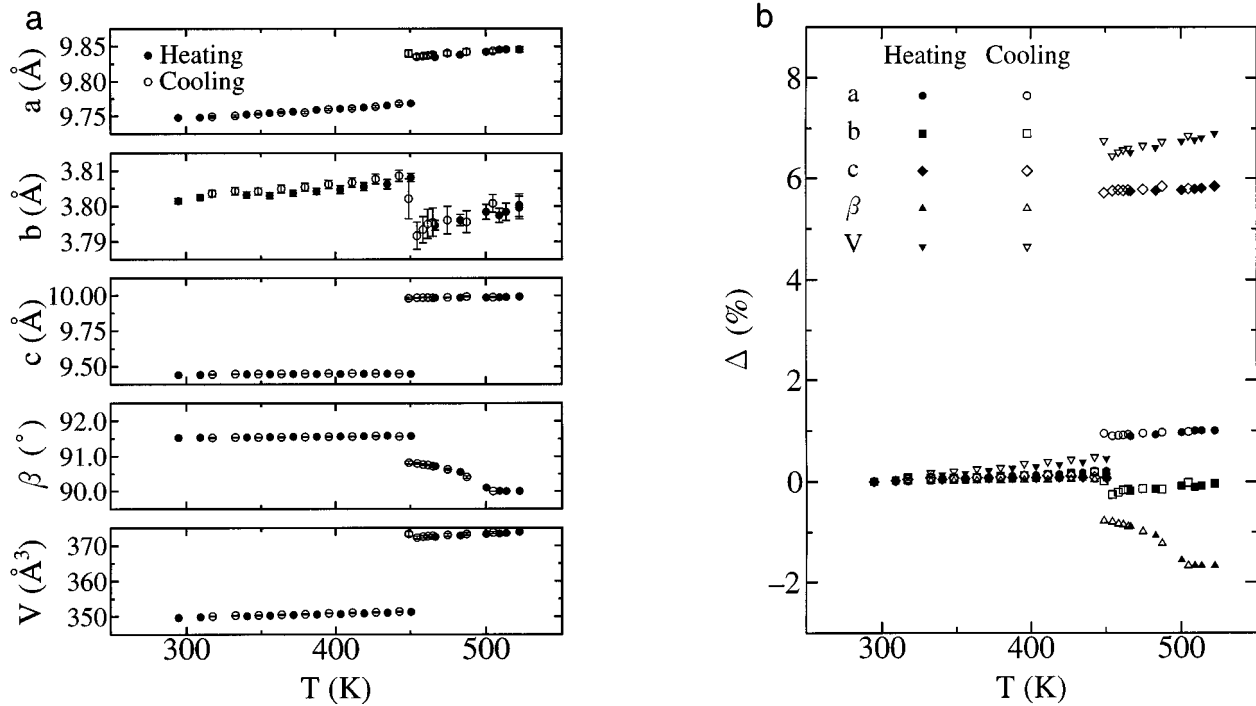 a
9.85
9.80
9.75
a (Å)
Heating
Cooling
3.81
3.80
3.79
b (Å)
10.00
9.75
9.50
c (Å)
92.0
91.0
90.0
β (°)
370
360
350
V (Å³)
300 400 500
T (K)
b
Heating Cooling
a
b
c
β
V
8
6
4
2
0
−2
Δ (%)
300 400 500
T (K)